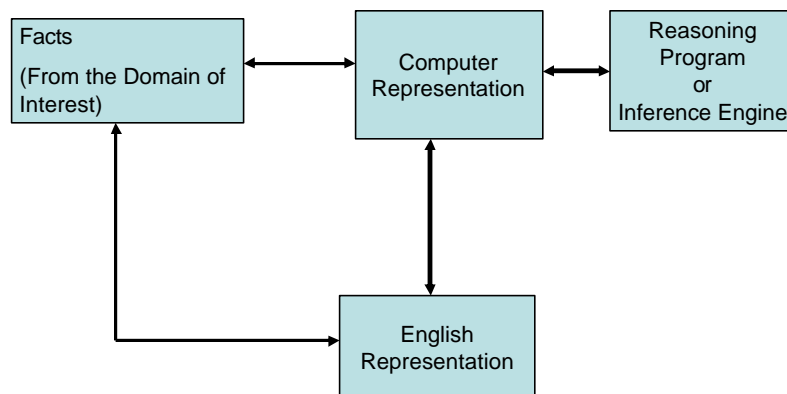 Facts
(From the Domain of
Interest)
Computer
Representation
Reasoning
Program
or
Inference Engine
English
Representation